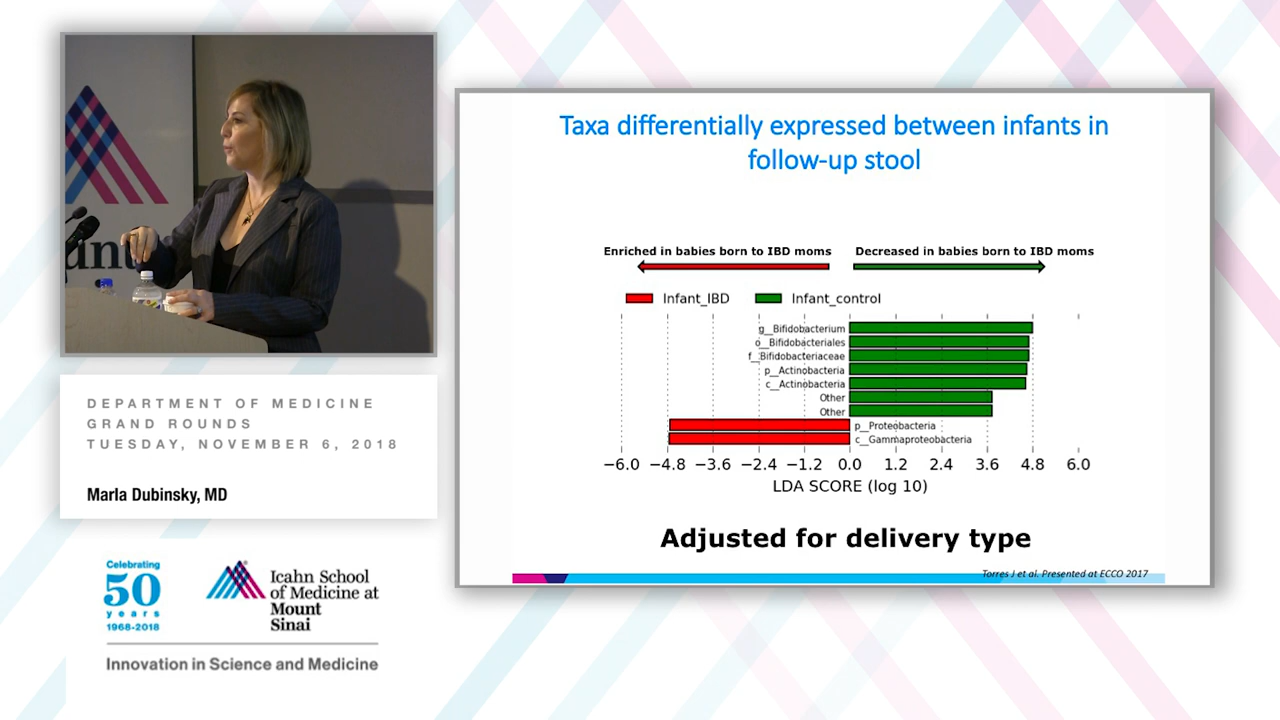 Taxa differentially expressed between infants in
follow-up stool
Enriched in babies born to IBD moms
Decreased in babies born to IBD moms
Infant_IBD
Infant_control
g__Bifidobacterium
o__Bifidobacteriales
f__Bifidobacteriaceae
p__Actinobacteria
c__Actinobacteria
Other
Other
p__Proteobacteria
c__Gammaproteobacteria
−6.0 −4.8 −3.6 −2.4 −1.2 0.0 1.2 2.4 3.6 4.8 6.0
LDA SCORE (log 10)
Adjusted for delivery type
Torres J et al. Presented at ECCO 2017
DEPARTMENT OF MEDICINE
GRAND ROUNDS
TUESDAY, NOVEMBER 6, 2018
Marla Dubinsky, MD
Celebrating
50
years
1968-2018
Icahn School
of Medicine at
Mount
Sinai
Innovation in Science and Medicine